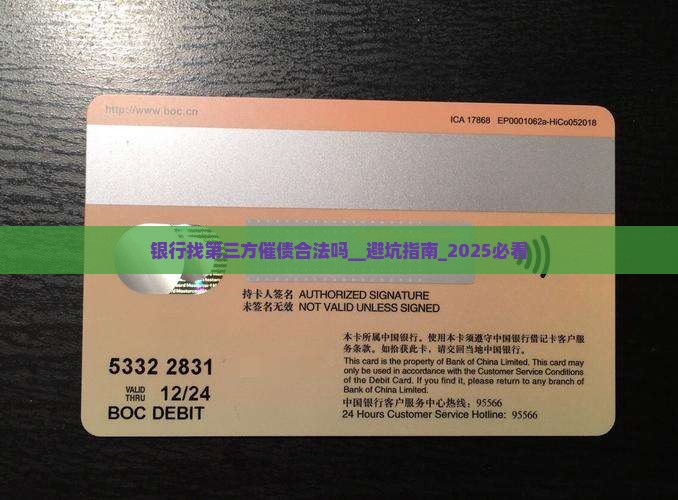 http://www.boc.cn
ICA 17868 EP0001062a-HiCo052018
银行找第三方催债合法吗__避坑指南_2025必看
持卡人签名 AUTHORIZED SIGNATURE
未签名无效 NOT VALID UNLESS SIGNED
本卡所属中国银行。使用本卡须遵守中国银行借记卡客户服
务条款。如拾获此卡，请交回当地中国银行。
This card is the property of Bank of China Limited. This card may
only be used in accordance with the Customer Service Conditions
of the Debit Card. If you find it, please return to any branch of
Bank of China Limited.
中国银行客户服务中心热线：95566
24 Hours Customer Service Hotline: 95566
5332 2831
VALID
THRU 12/24
BOC DEBIT